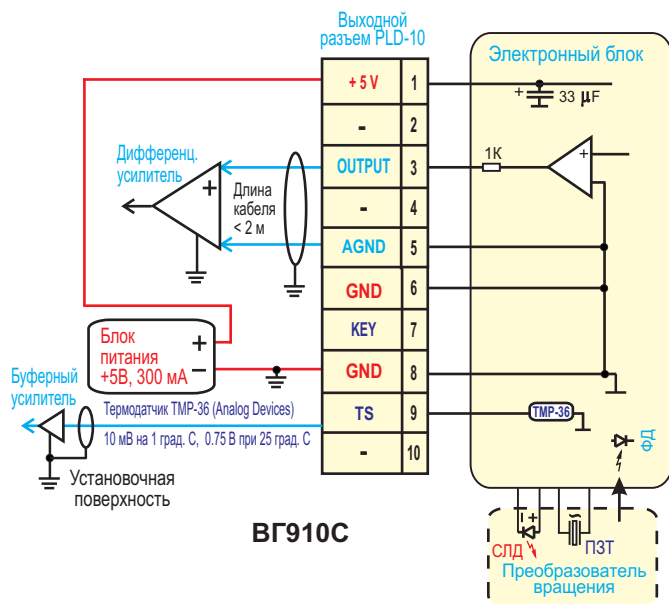 Выходной
разъем PLD-10
+ 5 V 1
- 2
OUTPUT 3
- 4
AGND 5
GND 6
KEY 7
GND 8
TS 9
- 10
Электронный блок
+
33 μF
1К
+
TMP-36
ФД
Дифференц.
усилитель
+
Длина
кабеля
< 2 м
Блок
питания
+5В, 300 мА
+
–
Буферный
усилитель
Термодатчик TMP-36 (Analog Devices)
10 мВ на 1 град. С, 0.75 В при 25 град. С
Установочная
поверхность
ВГ910С
– +
~
СЛД
ПЗТ
Преобразователь
вращения